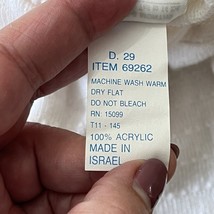 D. 29
ITEM 69262
MACHINE WASH WARM
DRY FLAT
DO NOT BLEACH
RN: 15099
T11 - 145
100% ACRYLIC
MADE IN
ISRAEL